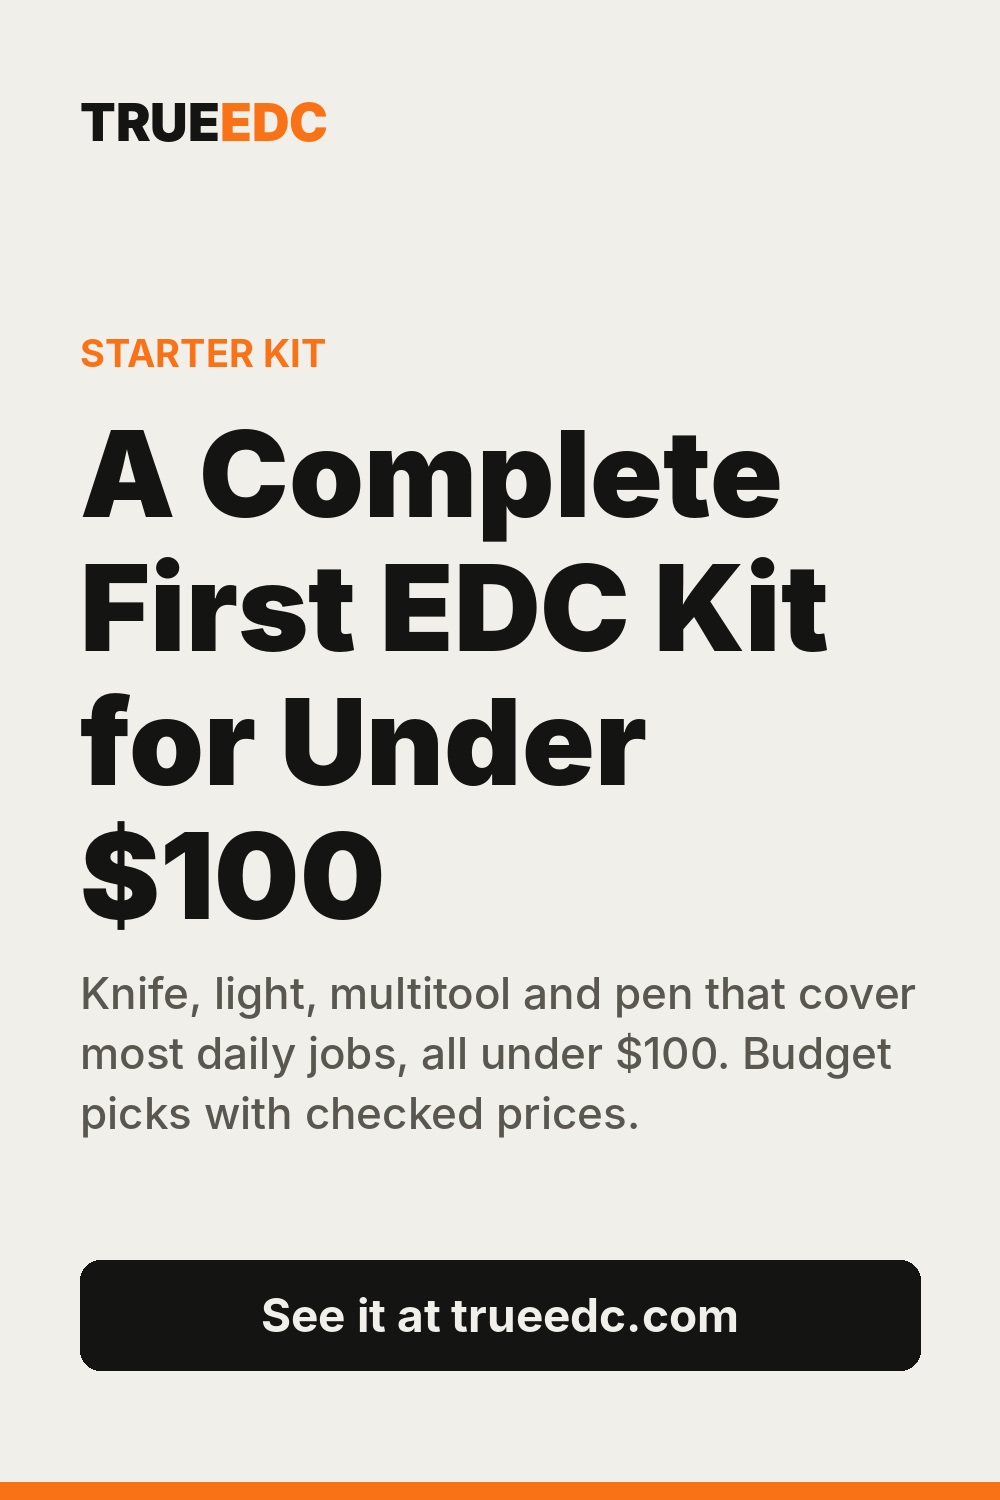 TRUEEDC
STARTER KIT
A Complete
First EDC Kit
for Under
$100
Knife, light, multitool and pen that cover
most daily jobs, all under $100. Budget
picks with checked prices.
See it at trueedc.com